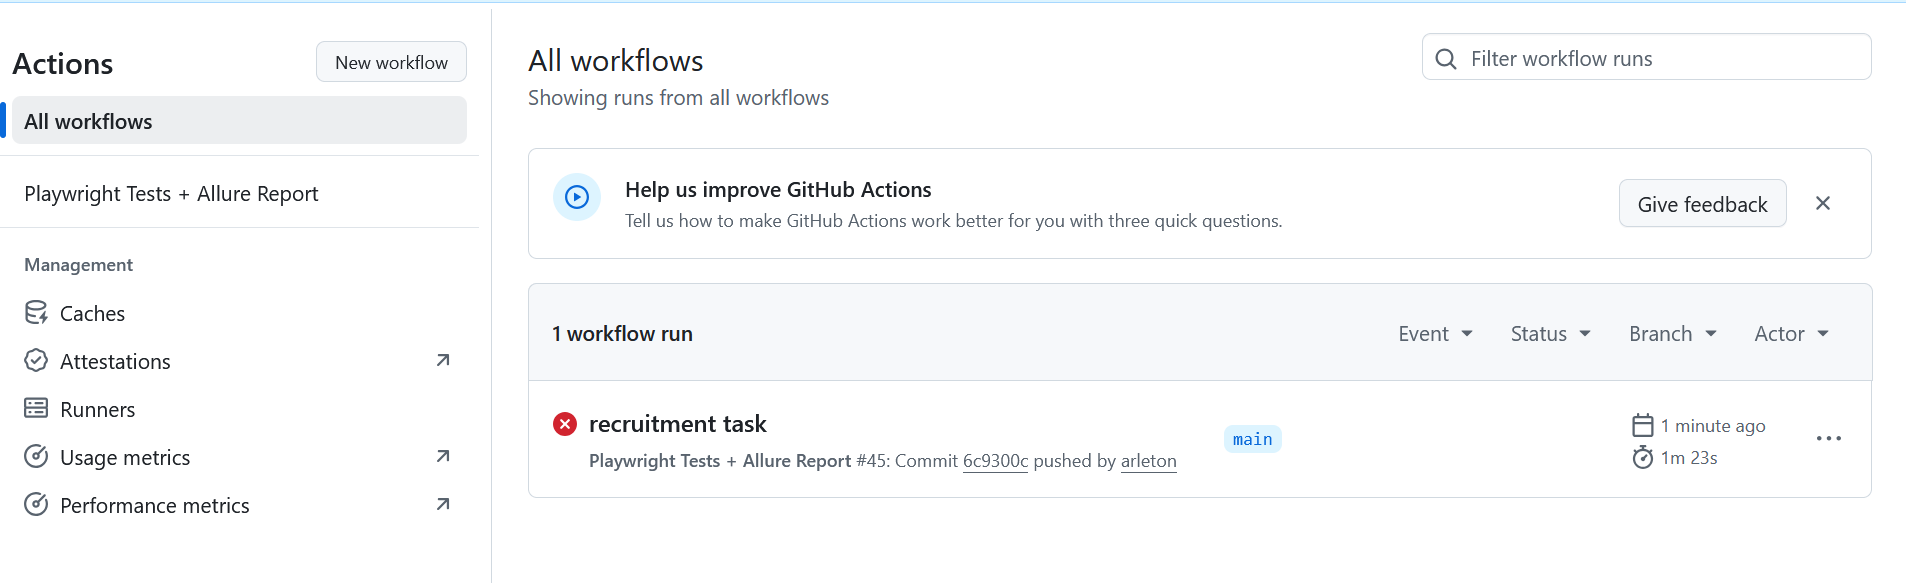 Actions
New workflow
All workflows
Playwright Tests + Allure Report
Management
Caches
Attestations
Runners
Usage metrics
Performance metrics
All workflows
Showing runs from all workflows
Filter workflow runs
Help us improve GitHub Actions
Tell us how to make GitHub Actions work better for you with three quick questions.
Give feedback
1 workflow run
Event
Status
Branch
Actor
recruitment task
Playwright Tests + Allure Report #45: Commit 6c9300c pushed by arleton
main
1 minute ago
1m 23s